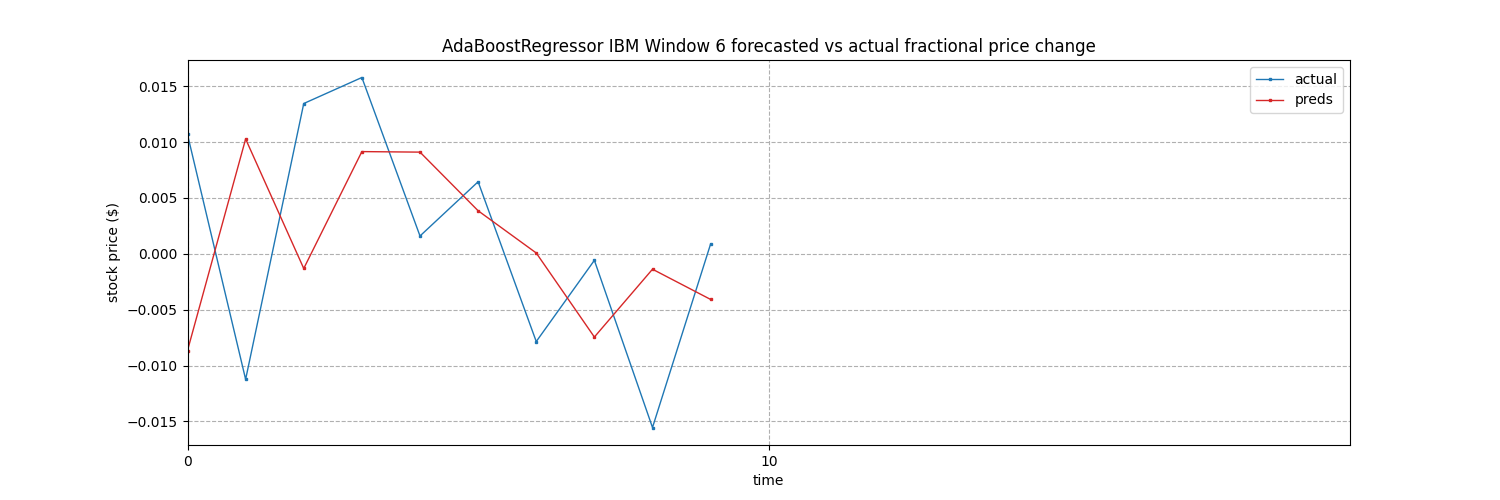 AdaBoostRegressor IBM Window 6 forecasted vs actual fractional price change
actual
preds
0.015
0.010
0.005
0.000
−0.005
−0.010
−0.015
stock price ($)
0
10
time